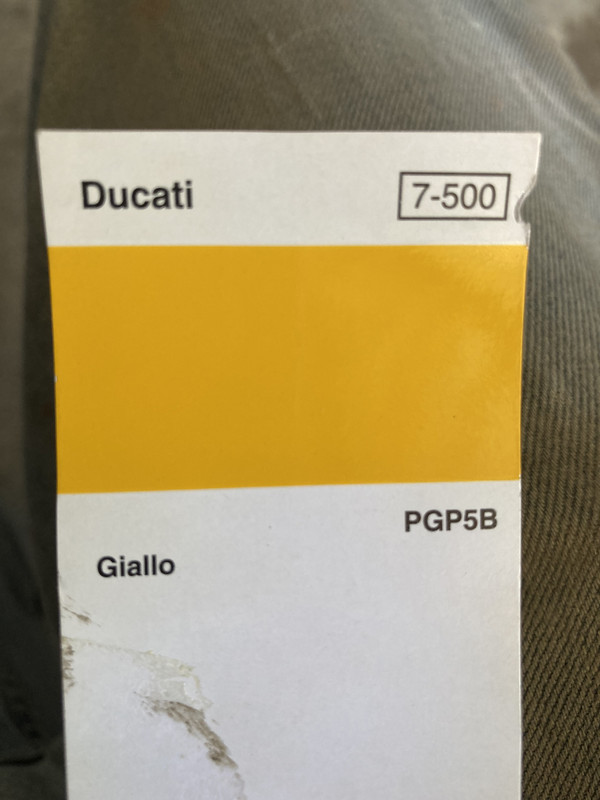 Ducati
7-500
PGP5B
Giallo